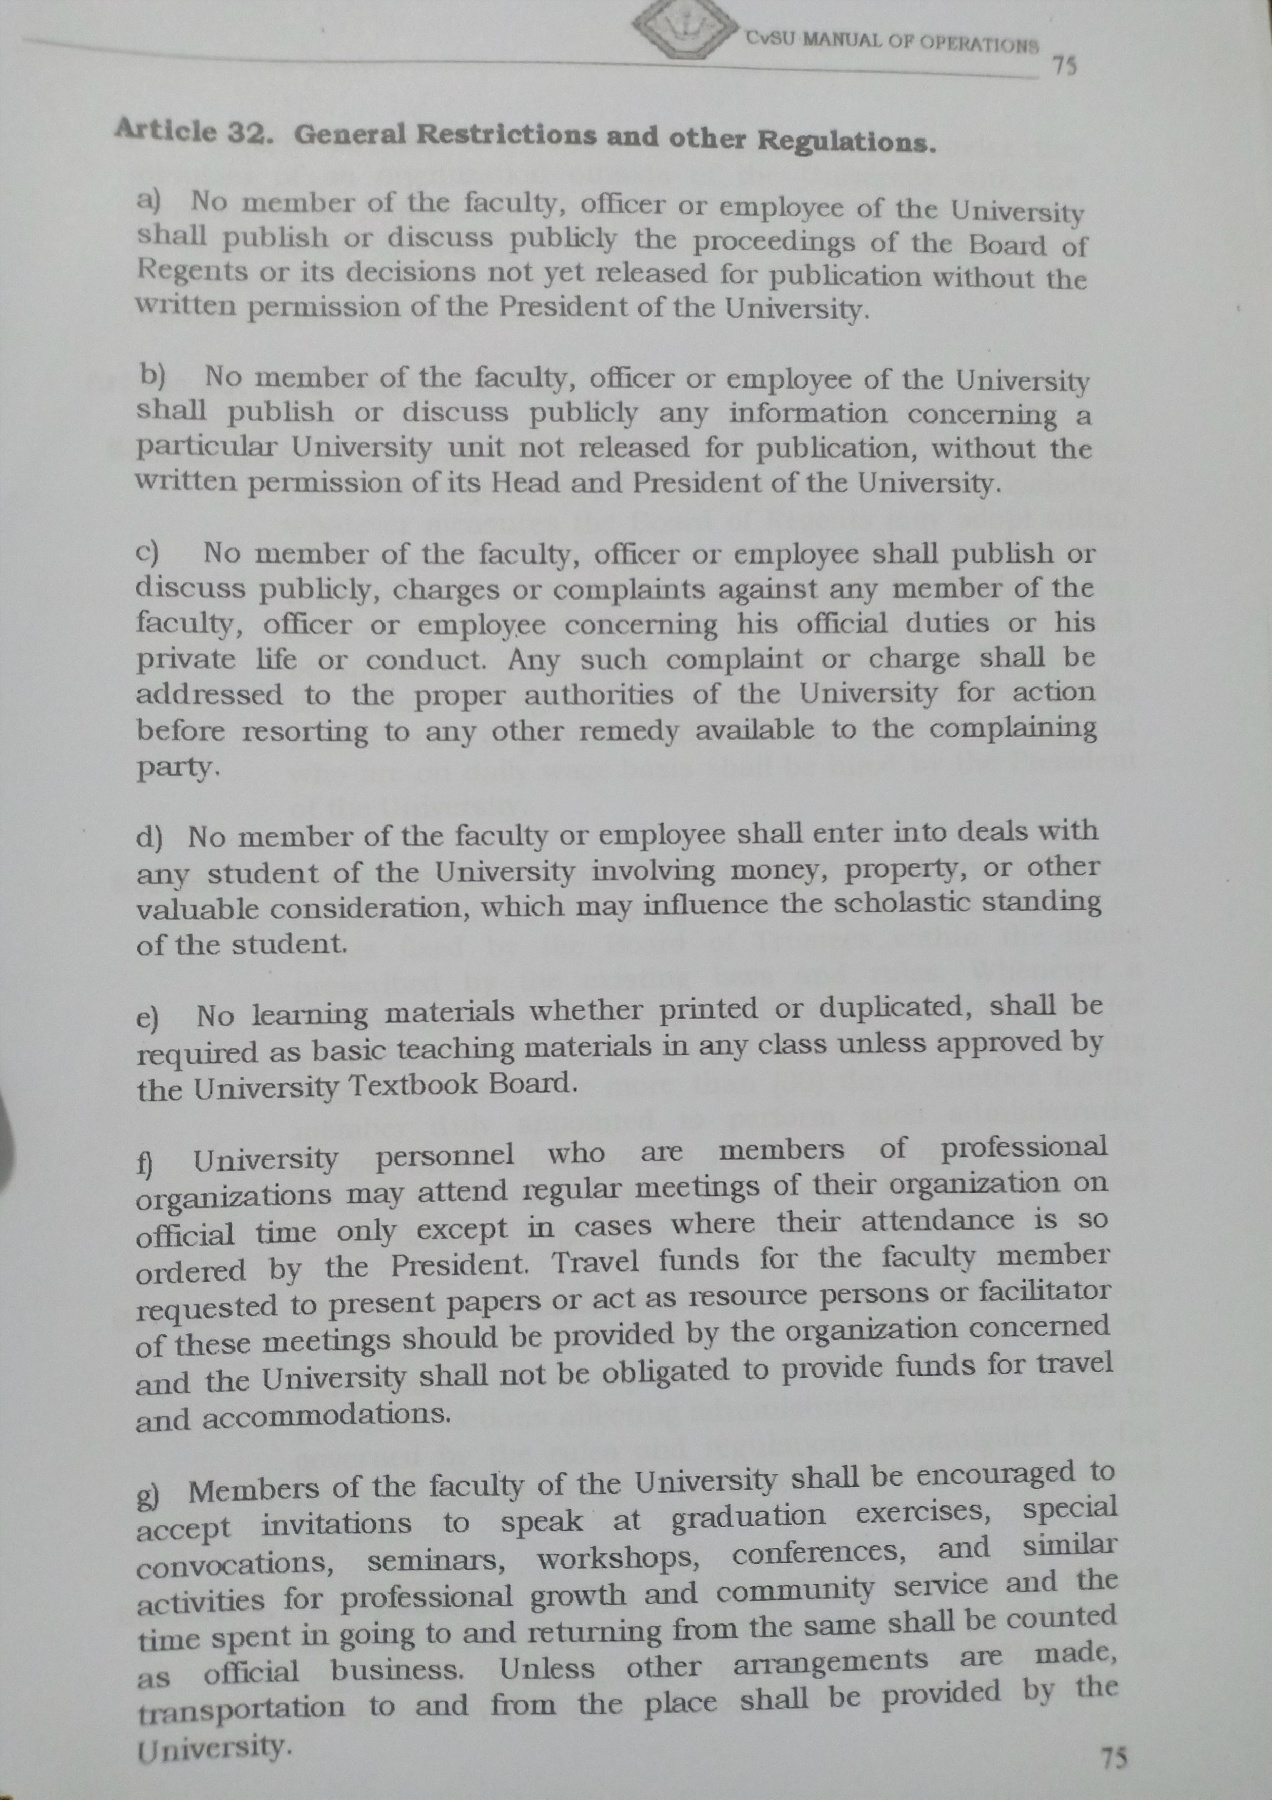 CvSU MANUAL OF OPERATIONS
75
Article 32. General Restrictions and other Regulations.
a) No member of the faculty, officer or employee of the University
shall publish or discuss publicly the proceedings of the Board of
Regents or its decisions not yet released for publication without the
written permission of the President of the University.
b) No member of the faculty, officer or employee of the University
shall publish or discuss publicly any information concerning a
particular University unit not released for publication, without the
written permission of its Head and President of the University.
c) No member of the faculty, officer or employee shall publish or
discuss publicly, charges or complaints against any member of the
faculty, officer or employee concerning his official duties or his
private life or conduct. Any such complaint or charge shall be
addressed to the proper authorities of the University for action
before resorting to any other remedy available to the complaining
party.
d) No member of the faculty or employee shall enter into deals with
any student of the University involving money, property, or other
valuable consideration, which may influence the scholastic standing
of the student.
e) No learning materials whether printed or duplicated, shall be
required as basic teaching materials in any class unless approved by
the University Textbook Board.
f) University personnel who are members of professional
organizations may attend regular meetings of their organization on
official time only except in cases where their attendance is so
ordered by the President. Travel funds for the faculty member
requested to present papers or act as resource persons or facilitator
of these meetings should be provided by the organization concerned
and the University shall not be obligated to provide funds for travel
and accommodations.
g) Members of the faculty of the University shall be encouraged to
accept invitations to speak at graduation exercises, special
convocations, seminars, workshops, conferences, and similar
activities for professional growth and community service and the
time spent in going to and returning from the same shall be counted
as official business. Unless other arrangements are made,
transportation to and from the place shall be provided by the
University.
75